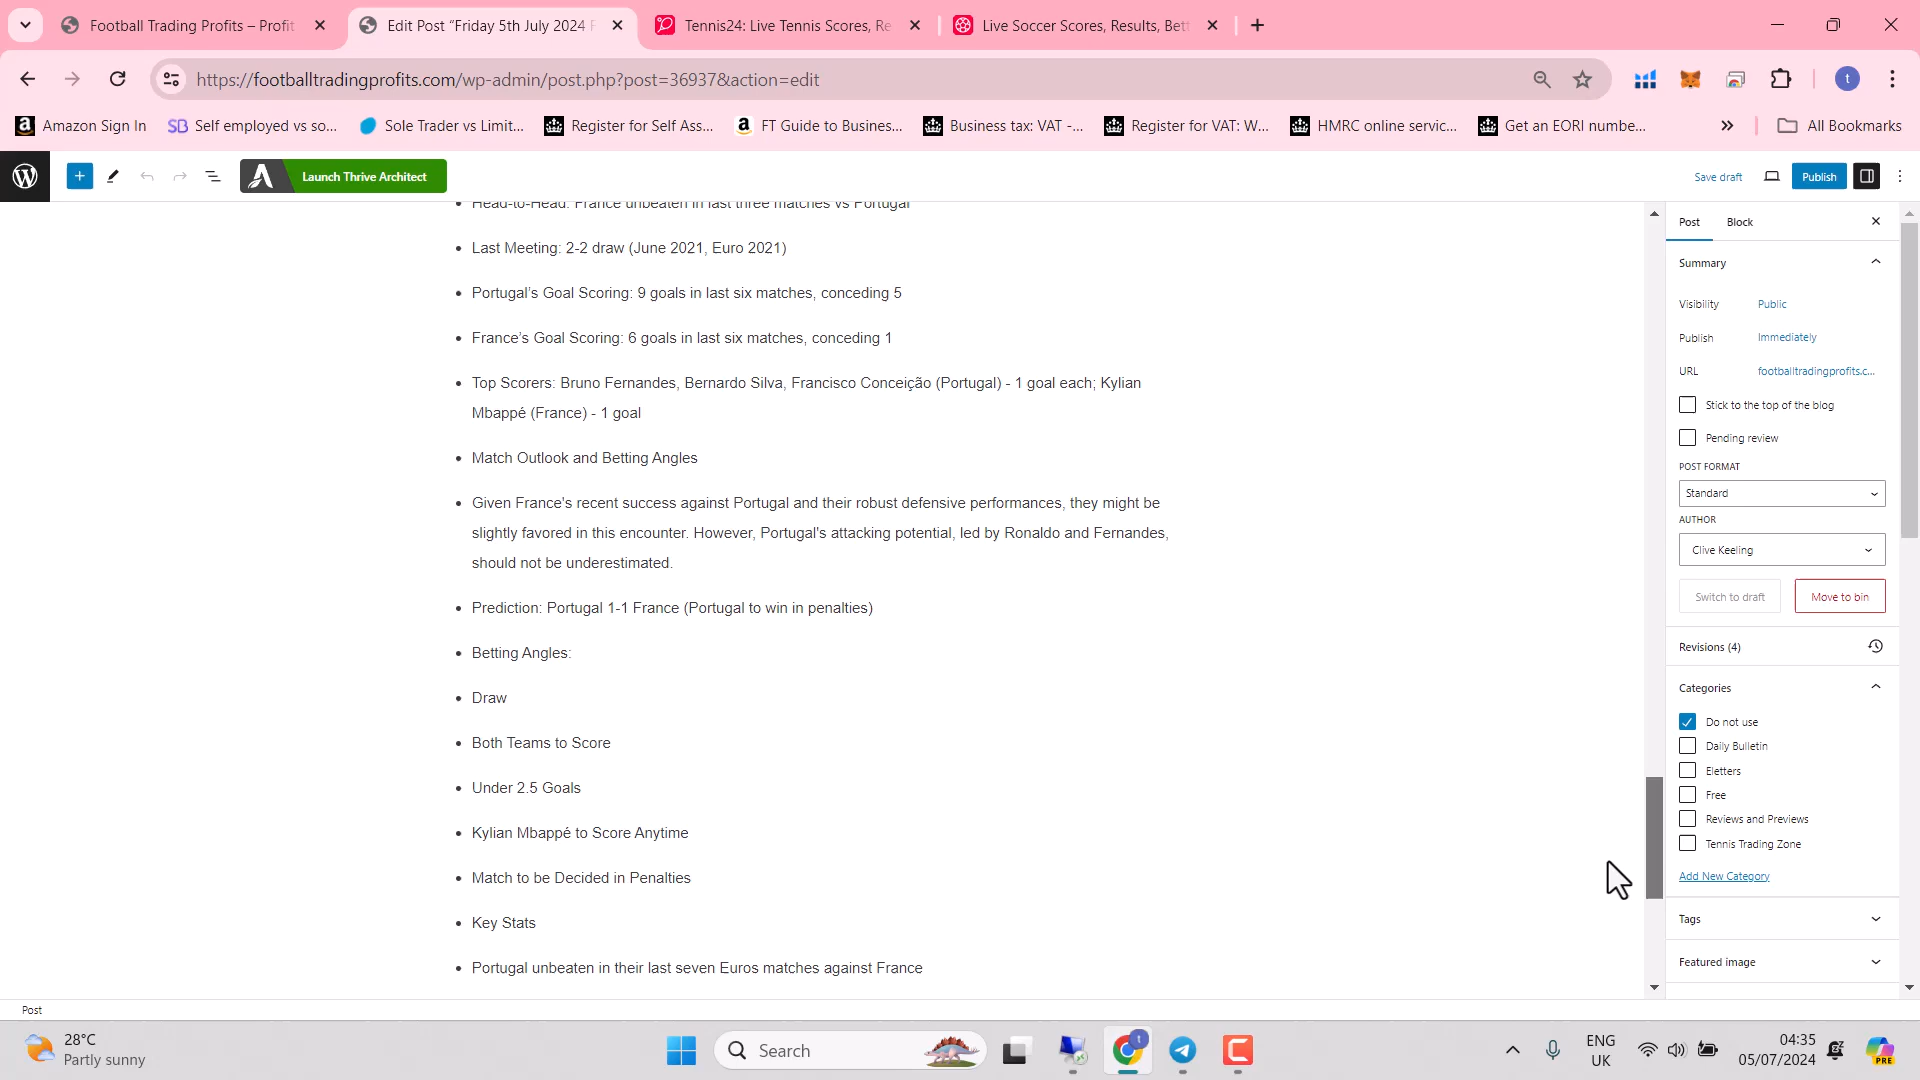 Football Trading Profits – Profit
Edit Post “Friday 5th July 2024 F
Tennis24: Live Tennis Scores, Re
Live Soccer Scores, Results, Bett
https://footballtradingprofits.com/wp-admin/post.php?post=36937&action=edit
t
Amazon Sign In
Self employed vs so...
Sole Trader vs Limit...
Register for Self Ass...
FT Guide to Busines...
Business tax: VAT -...
Register for VAT: W...
HMRC online servic...
Get an EORI numbe...
All Bookmarks
Launch Thrive Architect
Save draft
Publish
Head-to-Head: France unbeaten in last three matches vs Portugal
Last Meeting: 2-2 draw (June 2021, Euro 2021)
Portugal’s Goal Scoring: 9 goals in last six matches, conceding 5
France’s Goal Scoring: 6 goals in last six matches, conceding 1
Top Scorers: Bruno Fernandes, Bernardo Silva, Francisco Conceição (Portugal) - 1 goal each; Kylian
Mbappé (France) - 1 goal
Match Outlook and Betting Angles
Given France's recent success against Portugal and their robust defensive performances, they might be
slightly favored in this encounter. However, Portugal's attacking potential, led by Ronaldo and Fernandes,
should not be underestimated.
Prediction: Portugal 1-1 France (Portugal to win in penalties)
Betting Angles:
Draw
Both Teams to Score
Under 2.5 Goals
Kylian Mbappé to Score Anytime
Match to be Decided in Penalties
Key Stats
Portugal unbeaten in their last seven Euros matches against France
Post
Block
Summary
Visibility
Public
Publish
Immediately
URL
footballtradingprofits.c...
Stick to the top of the blog
Pending review
POST FORMAT
Standard
AUTHOR
Clive Keeling
Switch to draft
Move to bin
Revisions (4)
Categories
Do not use
Daily Bulletin
Eletters
Free
Reviews and Previews
Tennis Trading Zone
Add New Category
Tags
Featured image
Post
28°C
Partly sunny
Search
t
ENG
UK
04:35
05/07/2024
PRE